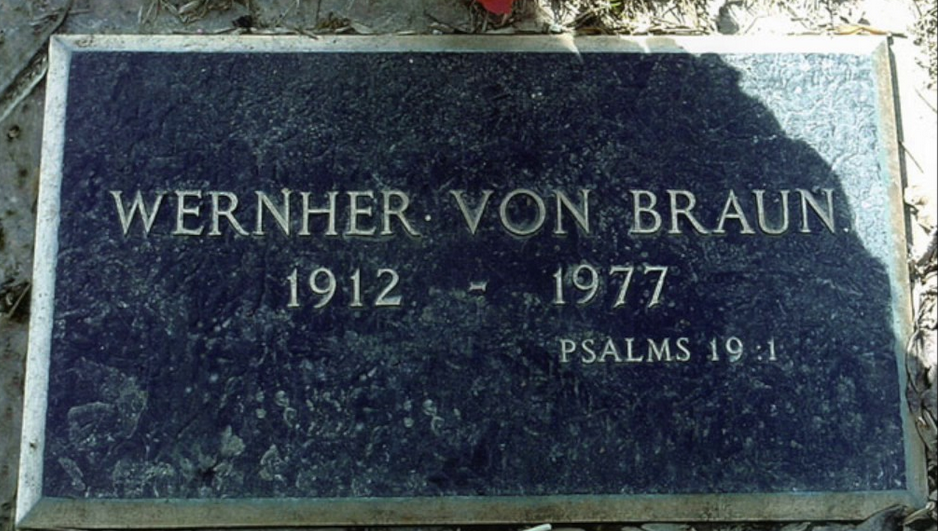 WERNHER VON BRAUN
1912 - 1977
PSALMS 19:1